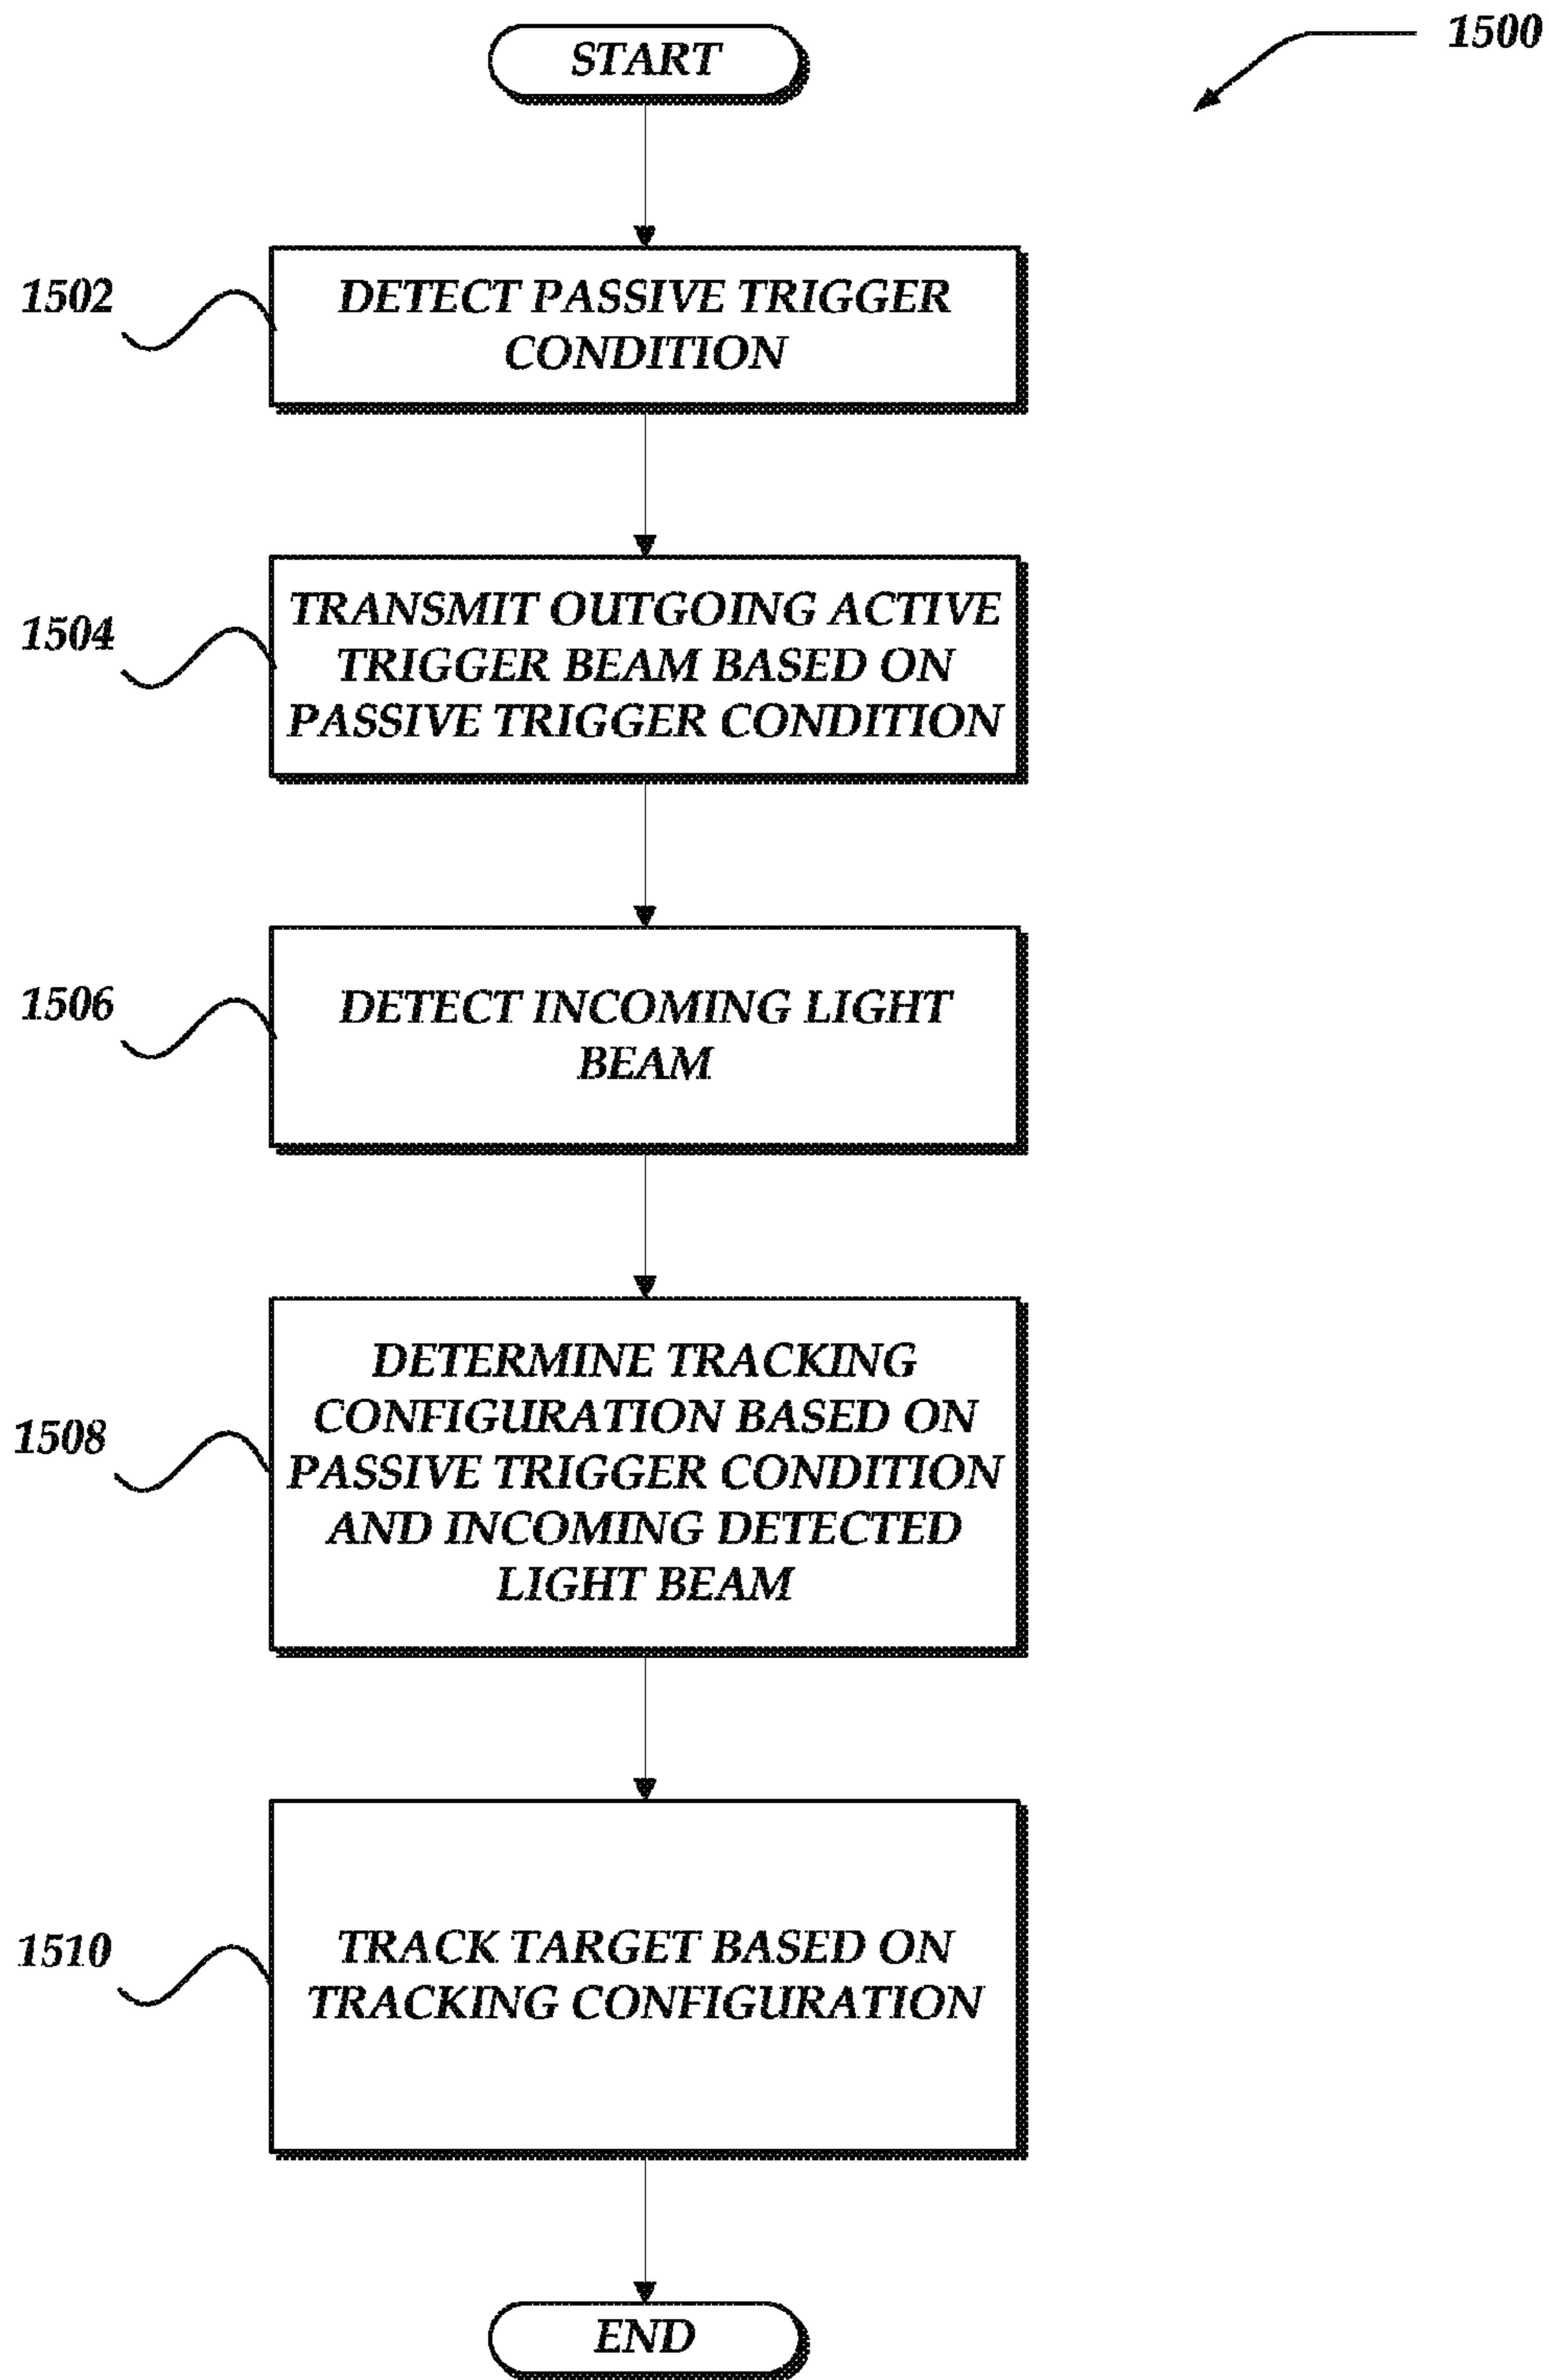 START
1500
1502
DETECT PASSIVE TRIGGER
CONDITION
1504
TRANSMIT OUTGOING ACTIVE
TRIGGER BEAM BASED ON
PASSIVE TRIGGER CONDITION
1506
DETECT INCOMING LIGHT
BEAM
1508
DETERMINE TRACKING
CONFIGURATION BASED ON
PASSIVE TRIGGER CONDITION
AND INCOMING DETECTED
LIGHT BEAM
1510
TRACK TARGET BASED ON
TRACKING CONFIGURATION
END